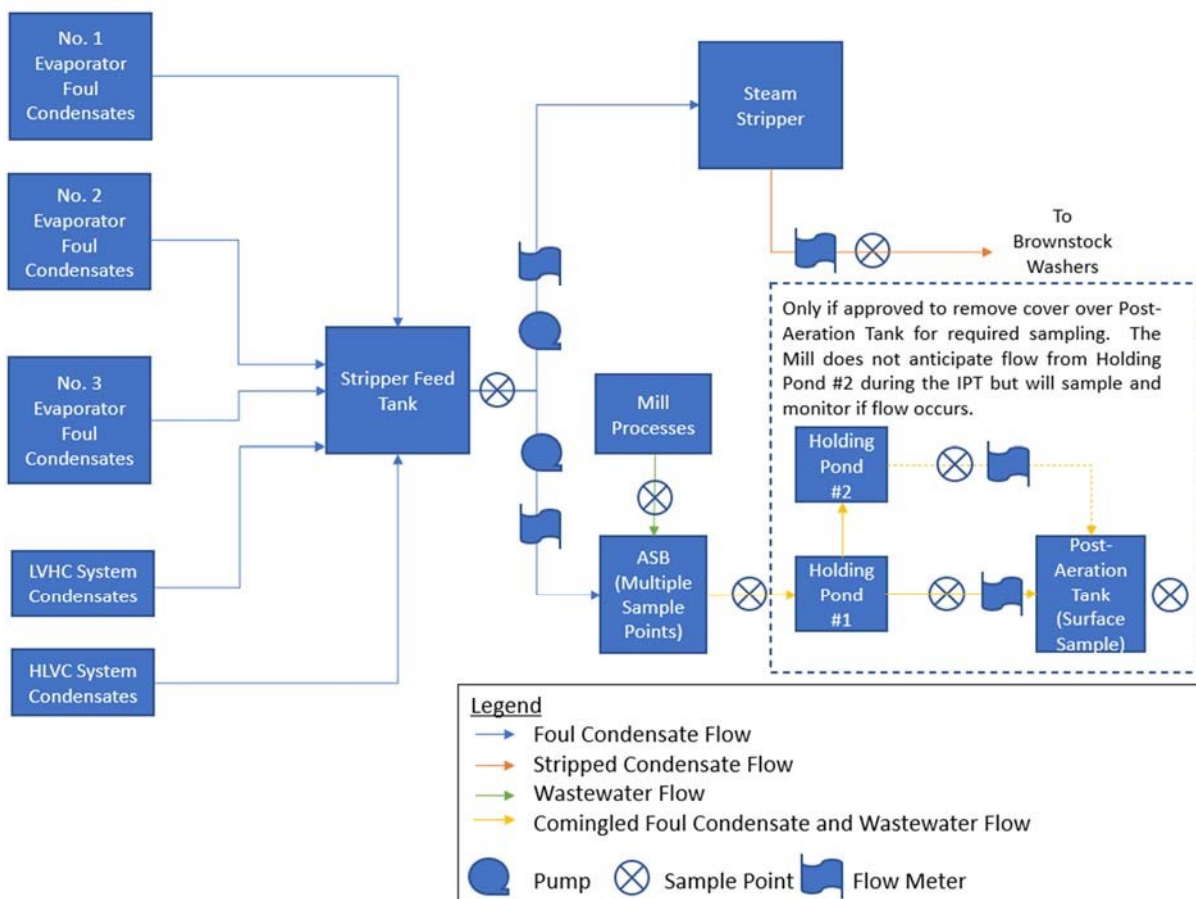 No. 1
Evaporator
Foul
Condensates
No. 2
Evaporator
Foul
Condensates
No. 3
Evaporator
Foul
Condensates
LVHC System
Condensates
HLVC System
Condensates
Stripper Feed
Tank
Steam
Stripper
To
Brownstock
Washers
Mill
Processes
ASB
(Multiple
Sample
Points)
Only if approved to remove cover over Post-
Aeration Tank for required sampling. The
Mill does not anticipate flow from Holding
Pond #2 during the IPT but will sample and
monitor if flow occurs.
Holding
Pond
#2
Holding
Pond
#1
Post-
Aeration
Tank
(Surface
Sample)
Legend
Foul Condensate Flow
Stripped Condensate Flow
Wastewater Flow
Comingled Foul Condensate and Wastewater Flow
Pump
Sample Point
Flow Meter